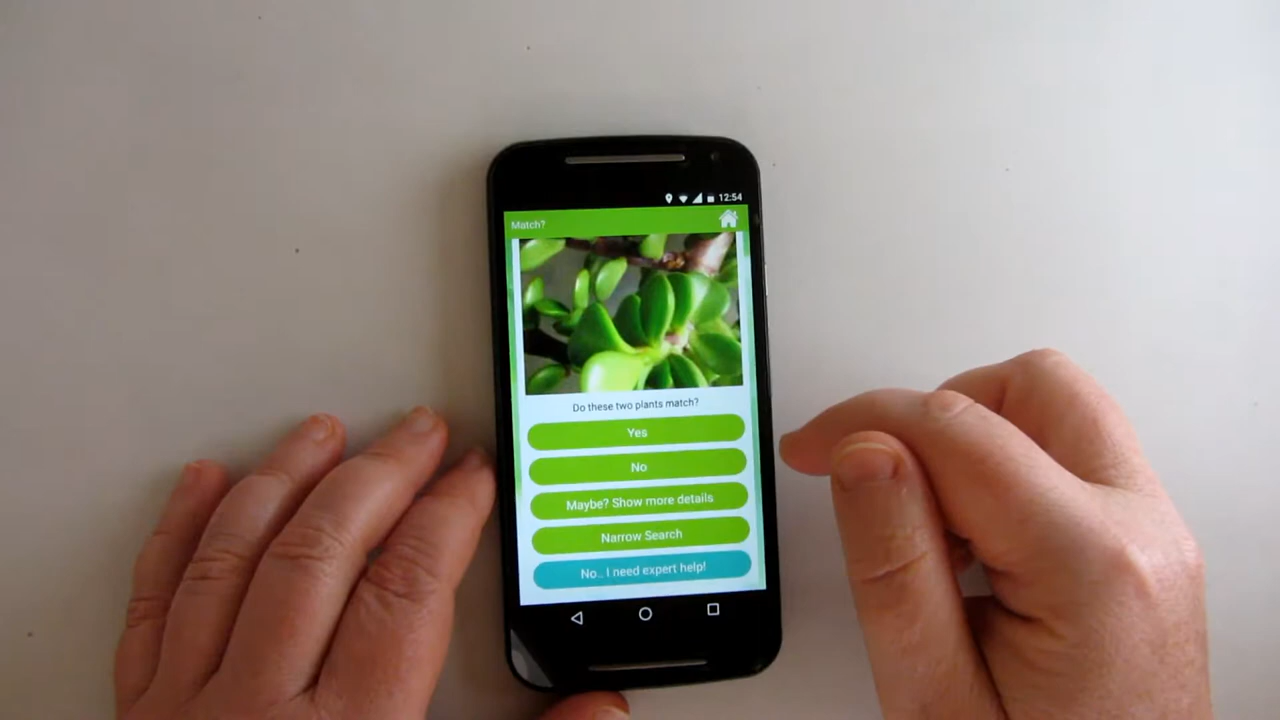 12:54
Match?
Do these two plants match?
Yes
No
Maybe? Show more details
Narrow Search
No.. I need expert help!